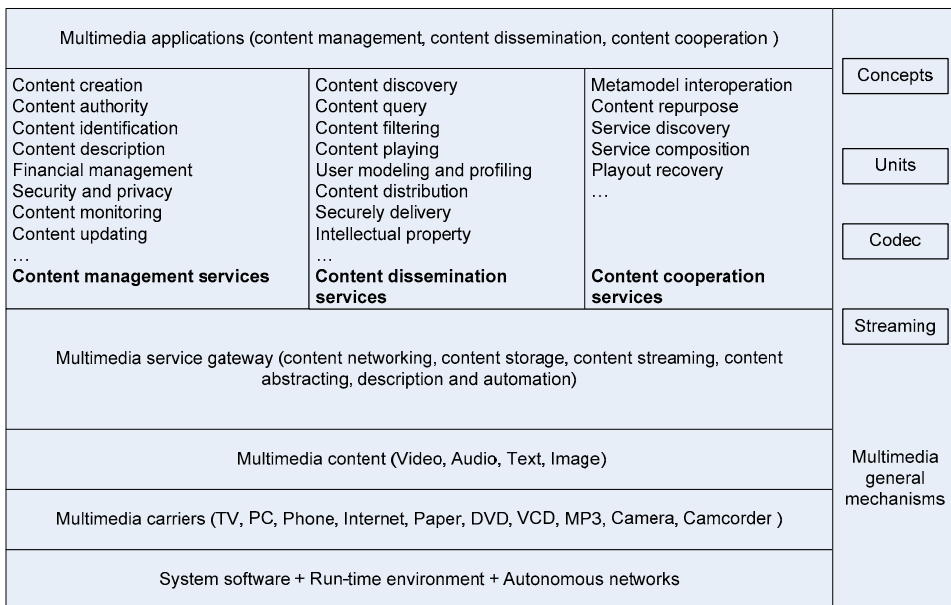 Multimedia applications (content management, content dissemination, content cooperation )
Content creation
Content authority
Content identification
Content description
Financial management
Security and privacy
Content monitoring
Content updating
…
Content management services
Content discovery
Content query
Content filtering
Content playing
User modeling and profiling
Content distribution
Securely delivery
Intellectual property
…
Content dissemination
services
Metamodel interoperation
Content repurpose
Service discovery
Service composition
Playout recovery
…
Content cooperation
services
Multimedia service gateway (content networking, content storage, content streaming, content
abstracting, description and automation)
Multimedia content (Video, Audio, Text, Image)
Multimedia carriers (TV, PC, Phone, Internet, Paper, DVD, VCD, MP3, Camera, Camcorder )
System software + Run-time environment + Autonomous networks
Concepts
Units
Codec
Streaming
Multimedia
general
mechanisms